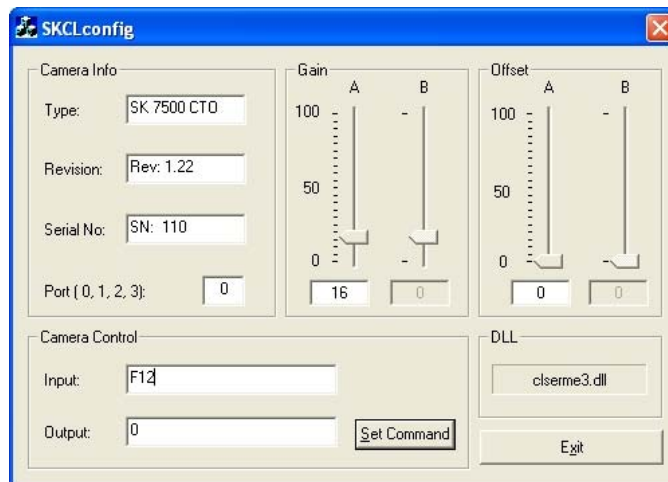 SKCLconfig
Camera Info
Type: SK 7500 CTO
Revision: Rev: 1.22
Serial No: SN: 110
Port ( 0, 1, 2, 3): 0
Gain
A B
100
50
0
16 0
Offset
A B
100
50
0
0 0
Camera Control
Input: F12
Output: 0
Set Command
DLL
clserme3.dll
Exit